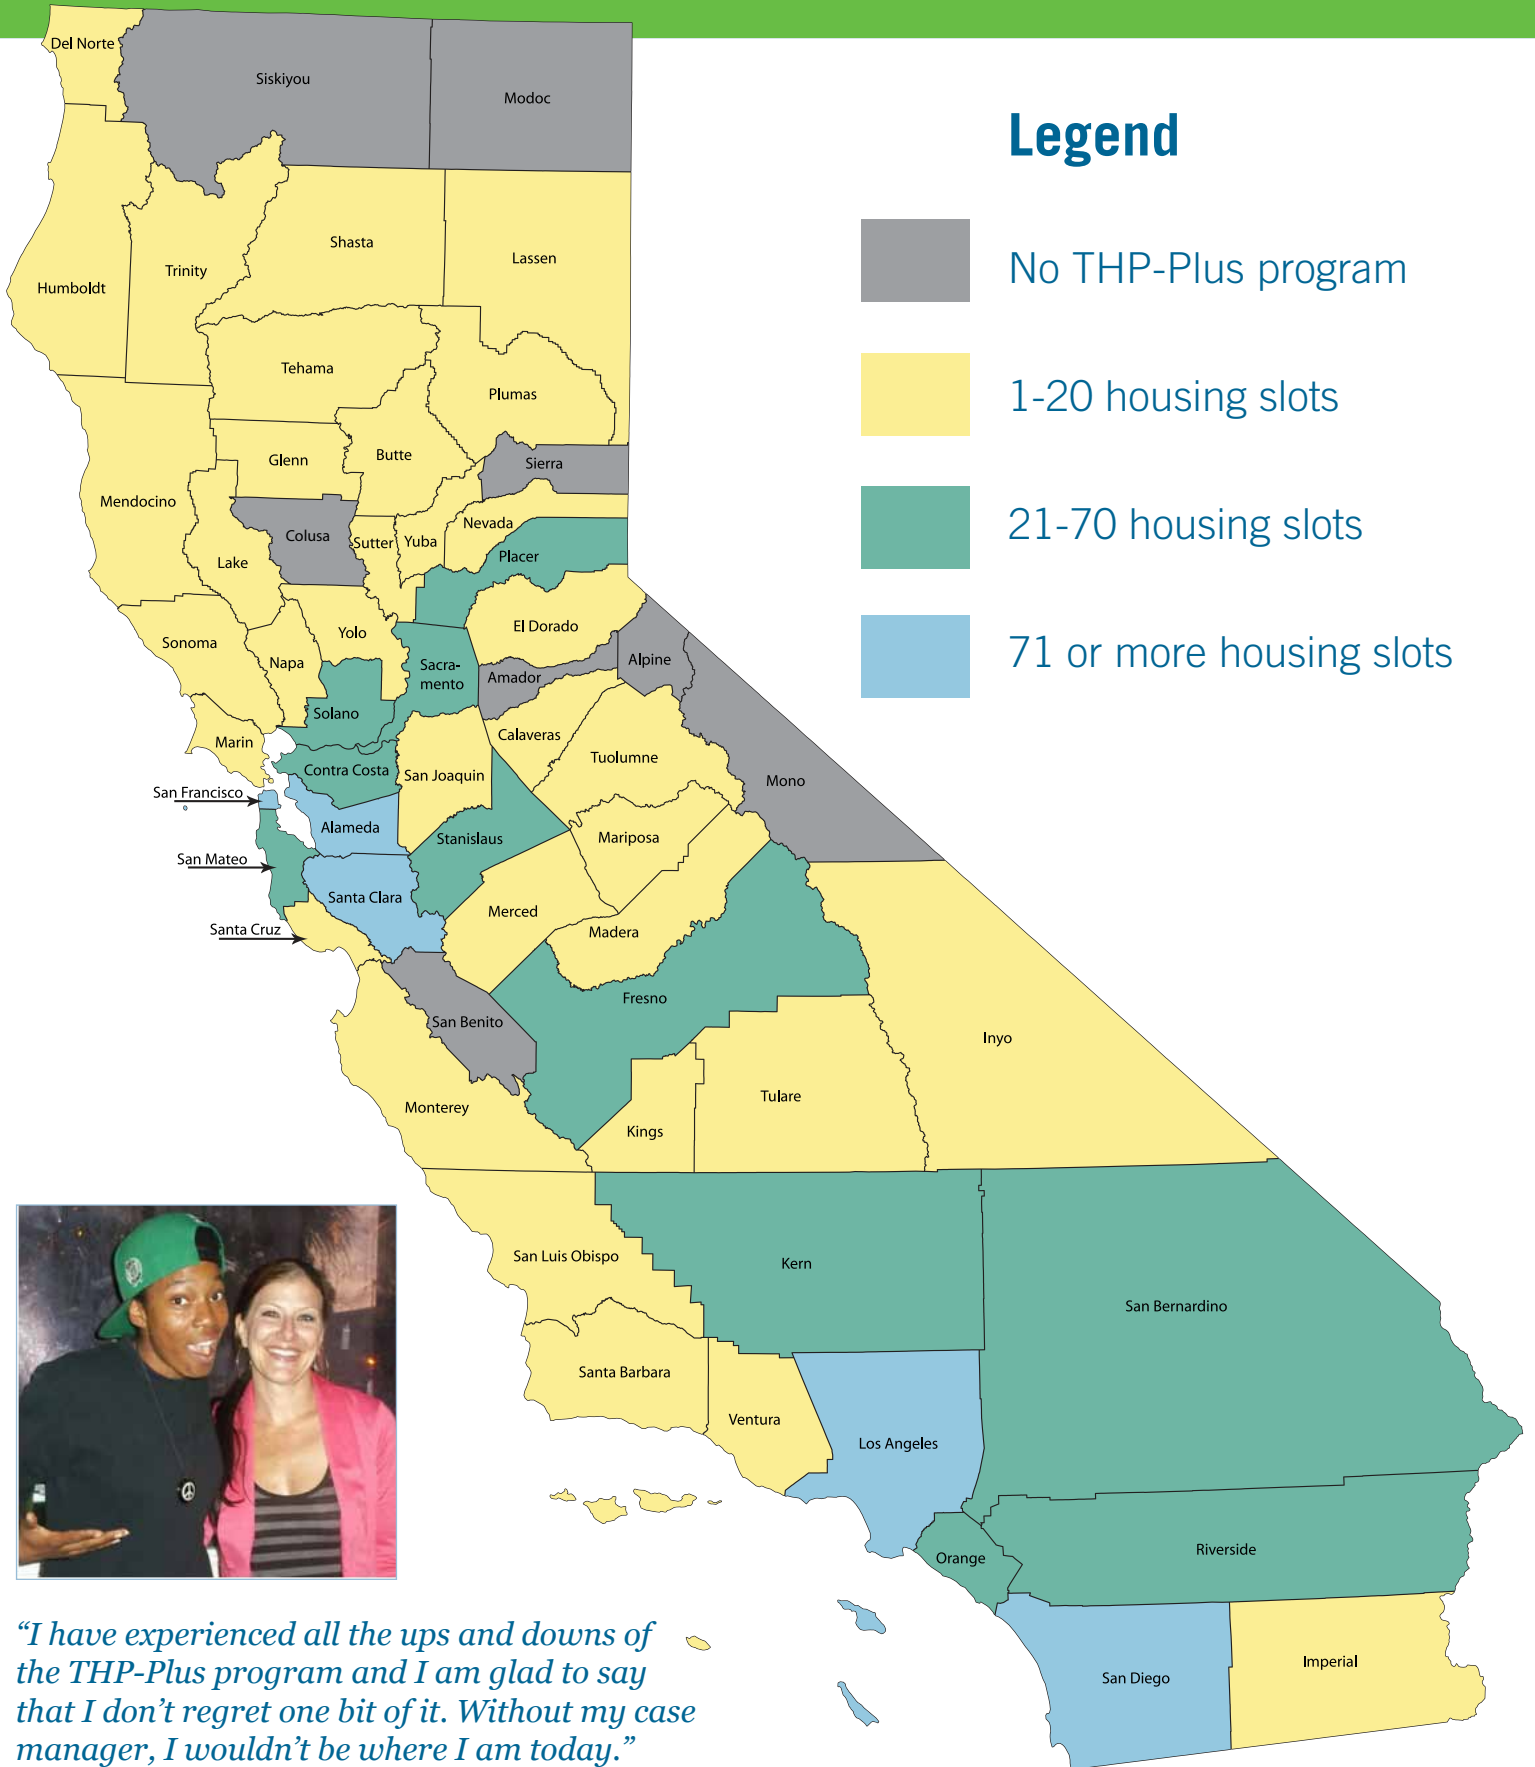 Del Norte
Siskiyou
Modoc
Legend
No THP-Plus program
1-20 housing slots
21-70 housing slots
71 or more housing slots
Humboldt
Trinity
Shasta
Lassen
Tehama
Plumas
Mendocino
Glenn
Butte
Sierra
Colusa
Lake
Sutter
Yuba
Nevada
Placer
Sonoma
Napa
Yolo
El Dorado
Sacra-
mento
Amador
Alpine
Solano
Marin
Calaveras
Tuolumne
Mono
Contra Costa
San Joaquin
San Francisco
Alameda
Stanislaus
Mariposa
San Mateo
Santa Clara
Merced
Santa Cruz
Madera
Fresno
San Benito
Inyo
Monterey
Kings
Tulare
San Luis Obispo
Kern
San Bernardino
Santa Barbara
Ventura
Los Angeles
Orange
Riverside
San Diego
Imperial
“I have experienced all the ups and downs of
the THP-Plus program and I am glad to say
that I don’t regret one bit of it. Without my case
manager, I wouldn’t be where I am today.”